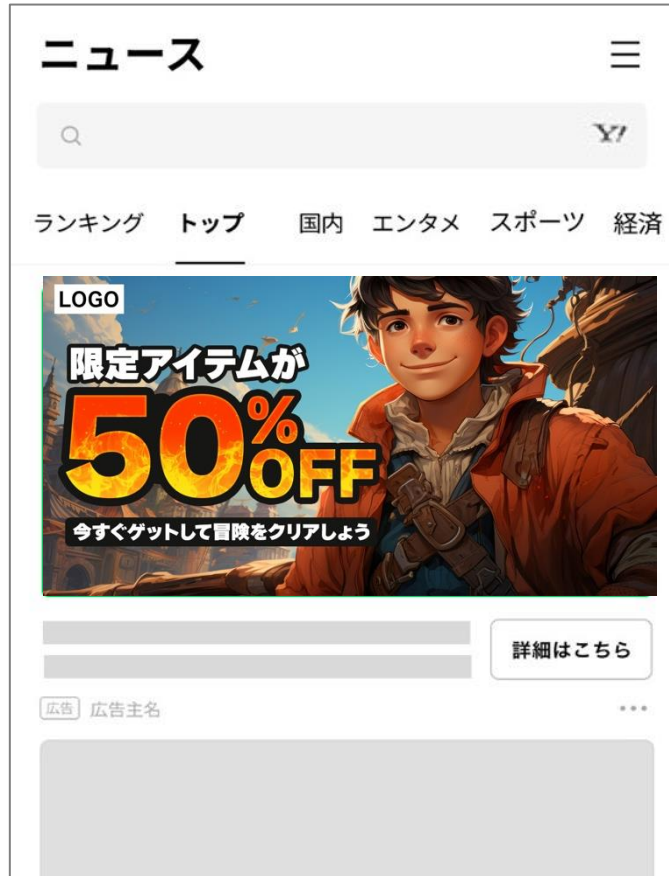 ニュース
Y!
ランキング トップ 国内 エンタメ スポーツ 経済
LOGO
限定アイテムが
50%OFF
今すぐゲットして冒険をクリアしよう
詳細はこちら
広告 広告主名